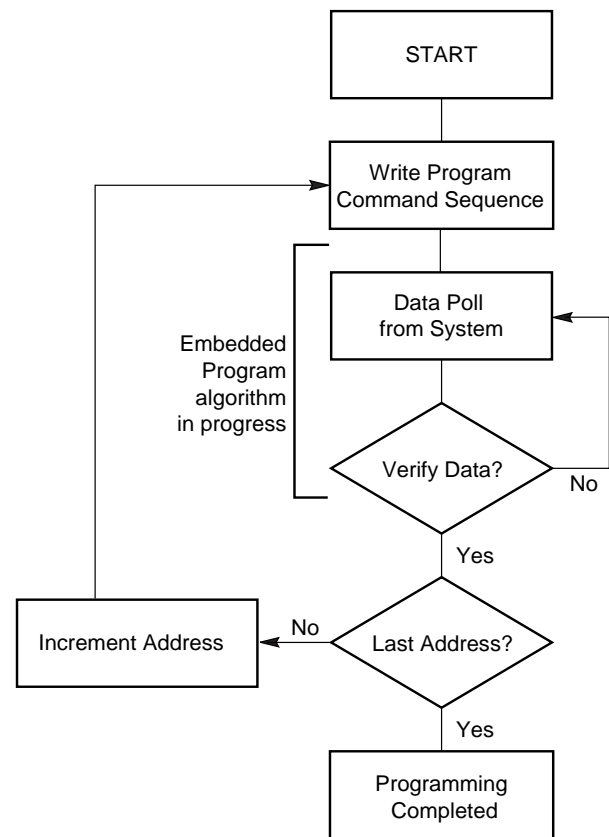 START
Write Program
Command Sequence
Data Poll
from System
Embedded
Program
algorithm
in progress
Verify Data?
No
Yes
Increment Address
No
Last Address?
Yes
Programming
Completed